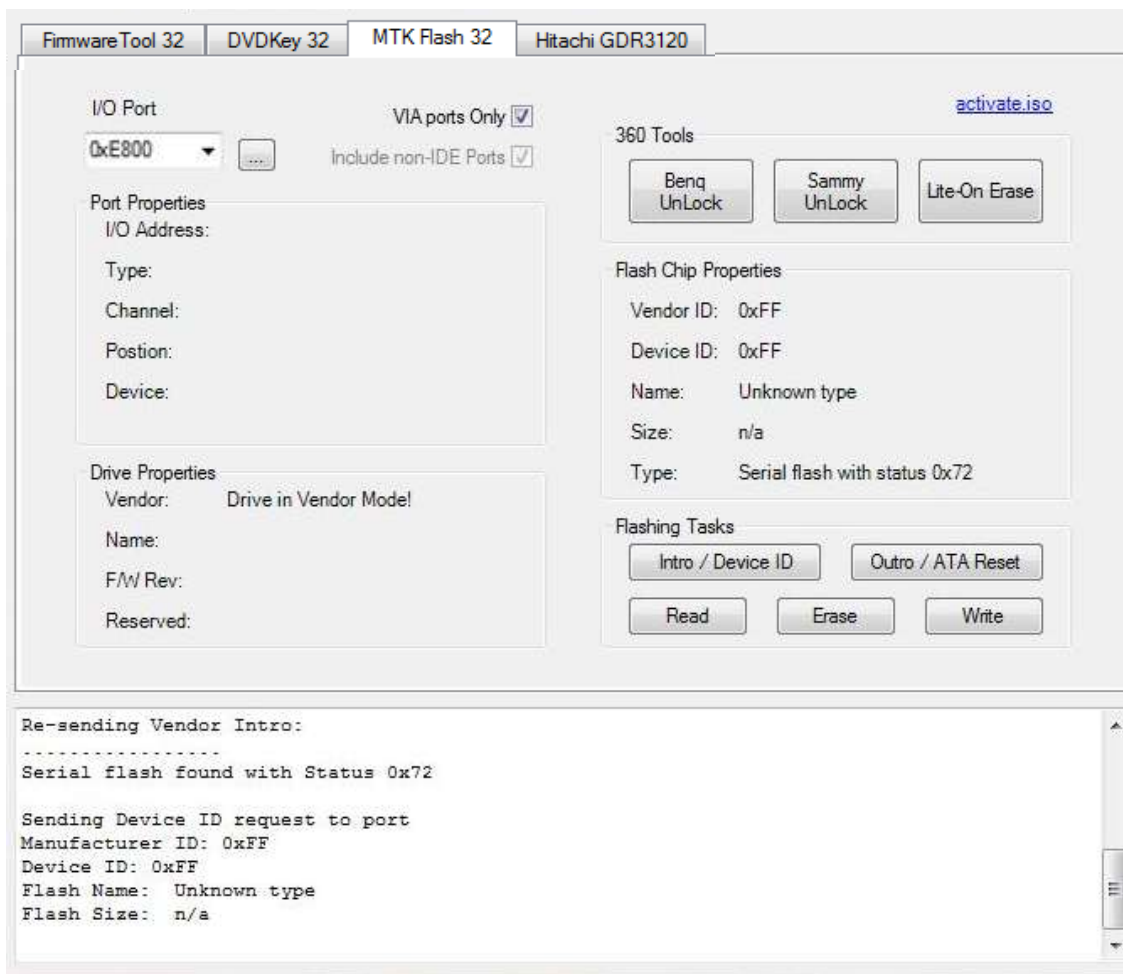 FirmwareTool 32 DVDKey 32 MTK Flash 32 Hitachi GDR3120
I/O Port
VIA ports Only
activate.iso
0xE800
...
Include non-IDE Ports
Port Properties
I/O Address:
Type:
Channel:
Postion:
Device:
Drive Properties
Vendor: Drive in Vendor Mode!
Name:
F/W Rev:
Reserved:
360 Tools
Benq
UnLock
Sammy
UnLock
Lite-On Erase
Flash Chip Properties
Vendor ID: 0xFF
Device ID: 0xFF
Name: Unknown type
Size: n/a
Type: Serial flash with status 0x72
Flashing Tasks
Intro / Device ID Outro / ATA Reset
Read Erase Write
Re-sending Vendor Intro:
.................
Serial flash found with Status 0x72
Sending Device ID request to port
Manufacturer ID: 0xFF
Device ID: 0xFF
Flash Name: Unknown type
Flash Size: n/a